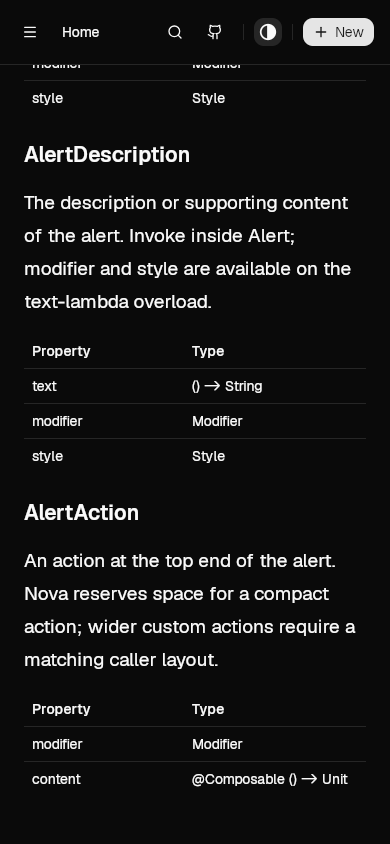 Home
New
modifier Modifier
style Style
AlertDescription
The description or supporting content
of the alert. Invoke inside Alert;
modifier and style are available on the
text-lambda overload.
Property Type
text () -> String
modifier Modifier
style Style
AlertAction
An action at the top end of the alert.
Nova reserves space for a compact
action; wider custom actions require a
matching caller layout.
Property Type
modifier Modifier
content @Composable () -> Unit